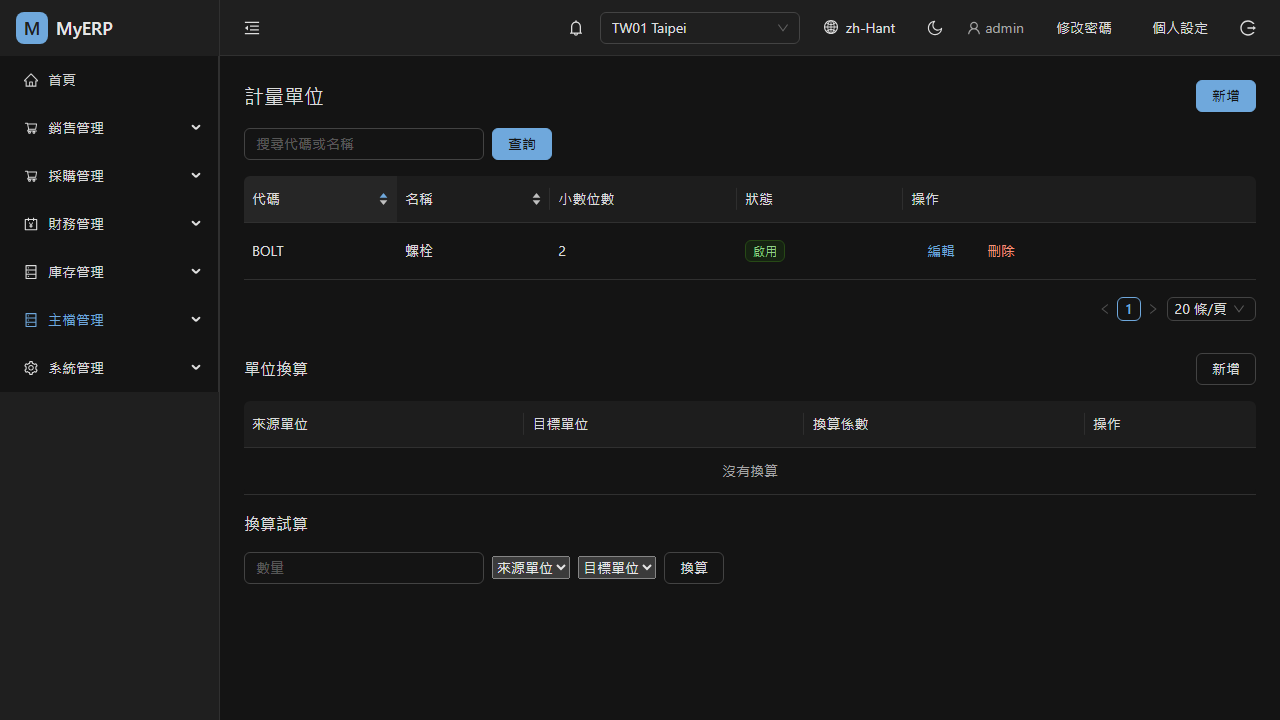 M MyERP
TW01 Taipei
zh-Hant
admin
修改密碼
個人設定
首頁
銷售管理
採購管理
財務管理
庫存管理
主檔管理
系統管理
計量單位
新增
搜尋代碼或名稱
查詢
代碼 名稱 小數位數 狀態 操作
BOLT 螺栓 2 啟用 編輯 刪除
1 20 條/頁
單位換算
新增
來源單位 目標單位 換算係數 操作
沒有換算
換算試算
數量 來源單位 目標單位 換算